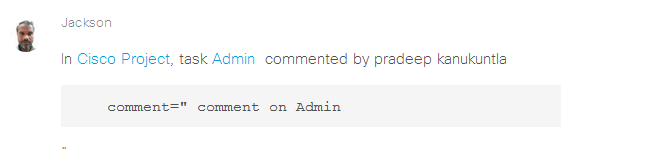 Jackson
In Cisco Project, task Admin commented by pradeep kanukuntla
comment=" comment on Admin
"